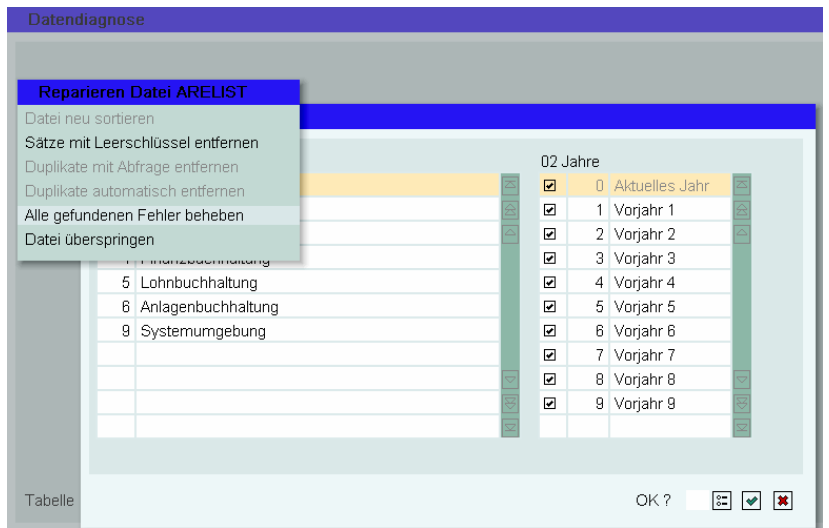 Datendiagnose
Reparieren Datei ARELIST
Datei neu sortieren
Sätze mit Leerschlüssel entfernen
Duplikate mit Abfrage entfernen
Duplikate automatisch entfernen
Alle gefundenen Fehler beheben
Datei überspringen
5 Lohnbuchhaltung
6 Anlagenbuchhaltung
9 Systemumgebung
02 Jahre
0 Aktuelles Jahr
1 Vorjahr 1
2 Vorjahr 2
3 Vorjahr 3
4 Vorjahr 4
5 Vorjahr 5
6 Vorjahr 6
7 Vorjahr 7
8 Vorjahr 8
9 Vorjahr 9
Tabelle
OK ?